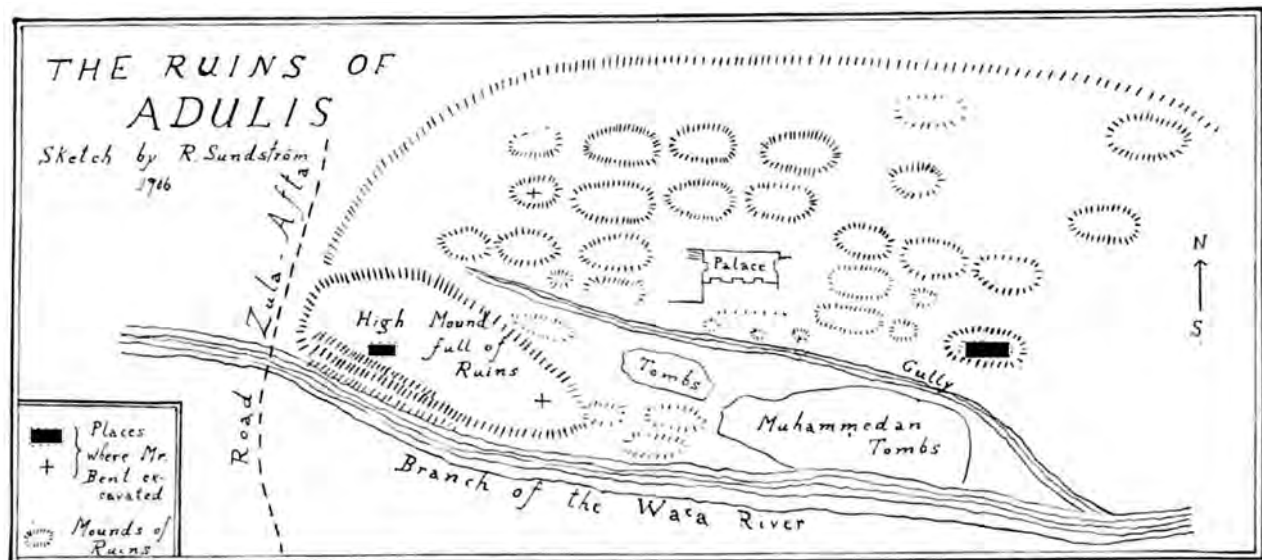 THE RUINS OF
ADULIS
Sketch by R. Sundström
1906
Road Zula-Afta
High Mound
full of
Ruins
Palace
Tombs
Gully
Muhammedan
Tombs
Branch of the Waca River
N
S
Places
where Mr.
Bent ex-
cavated
Mounds of
Ruins